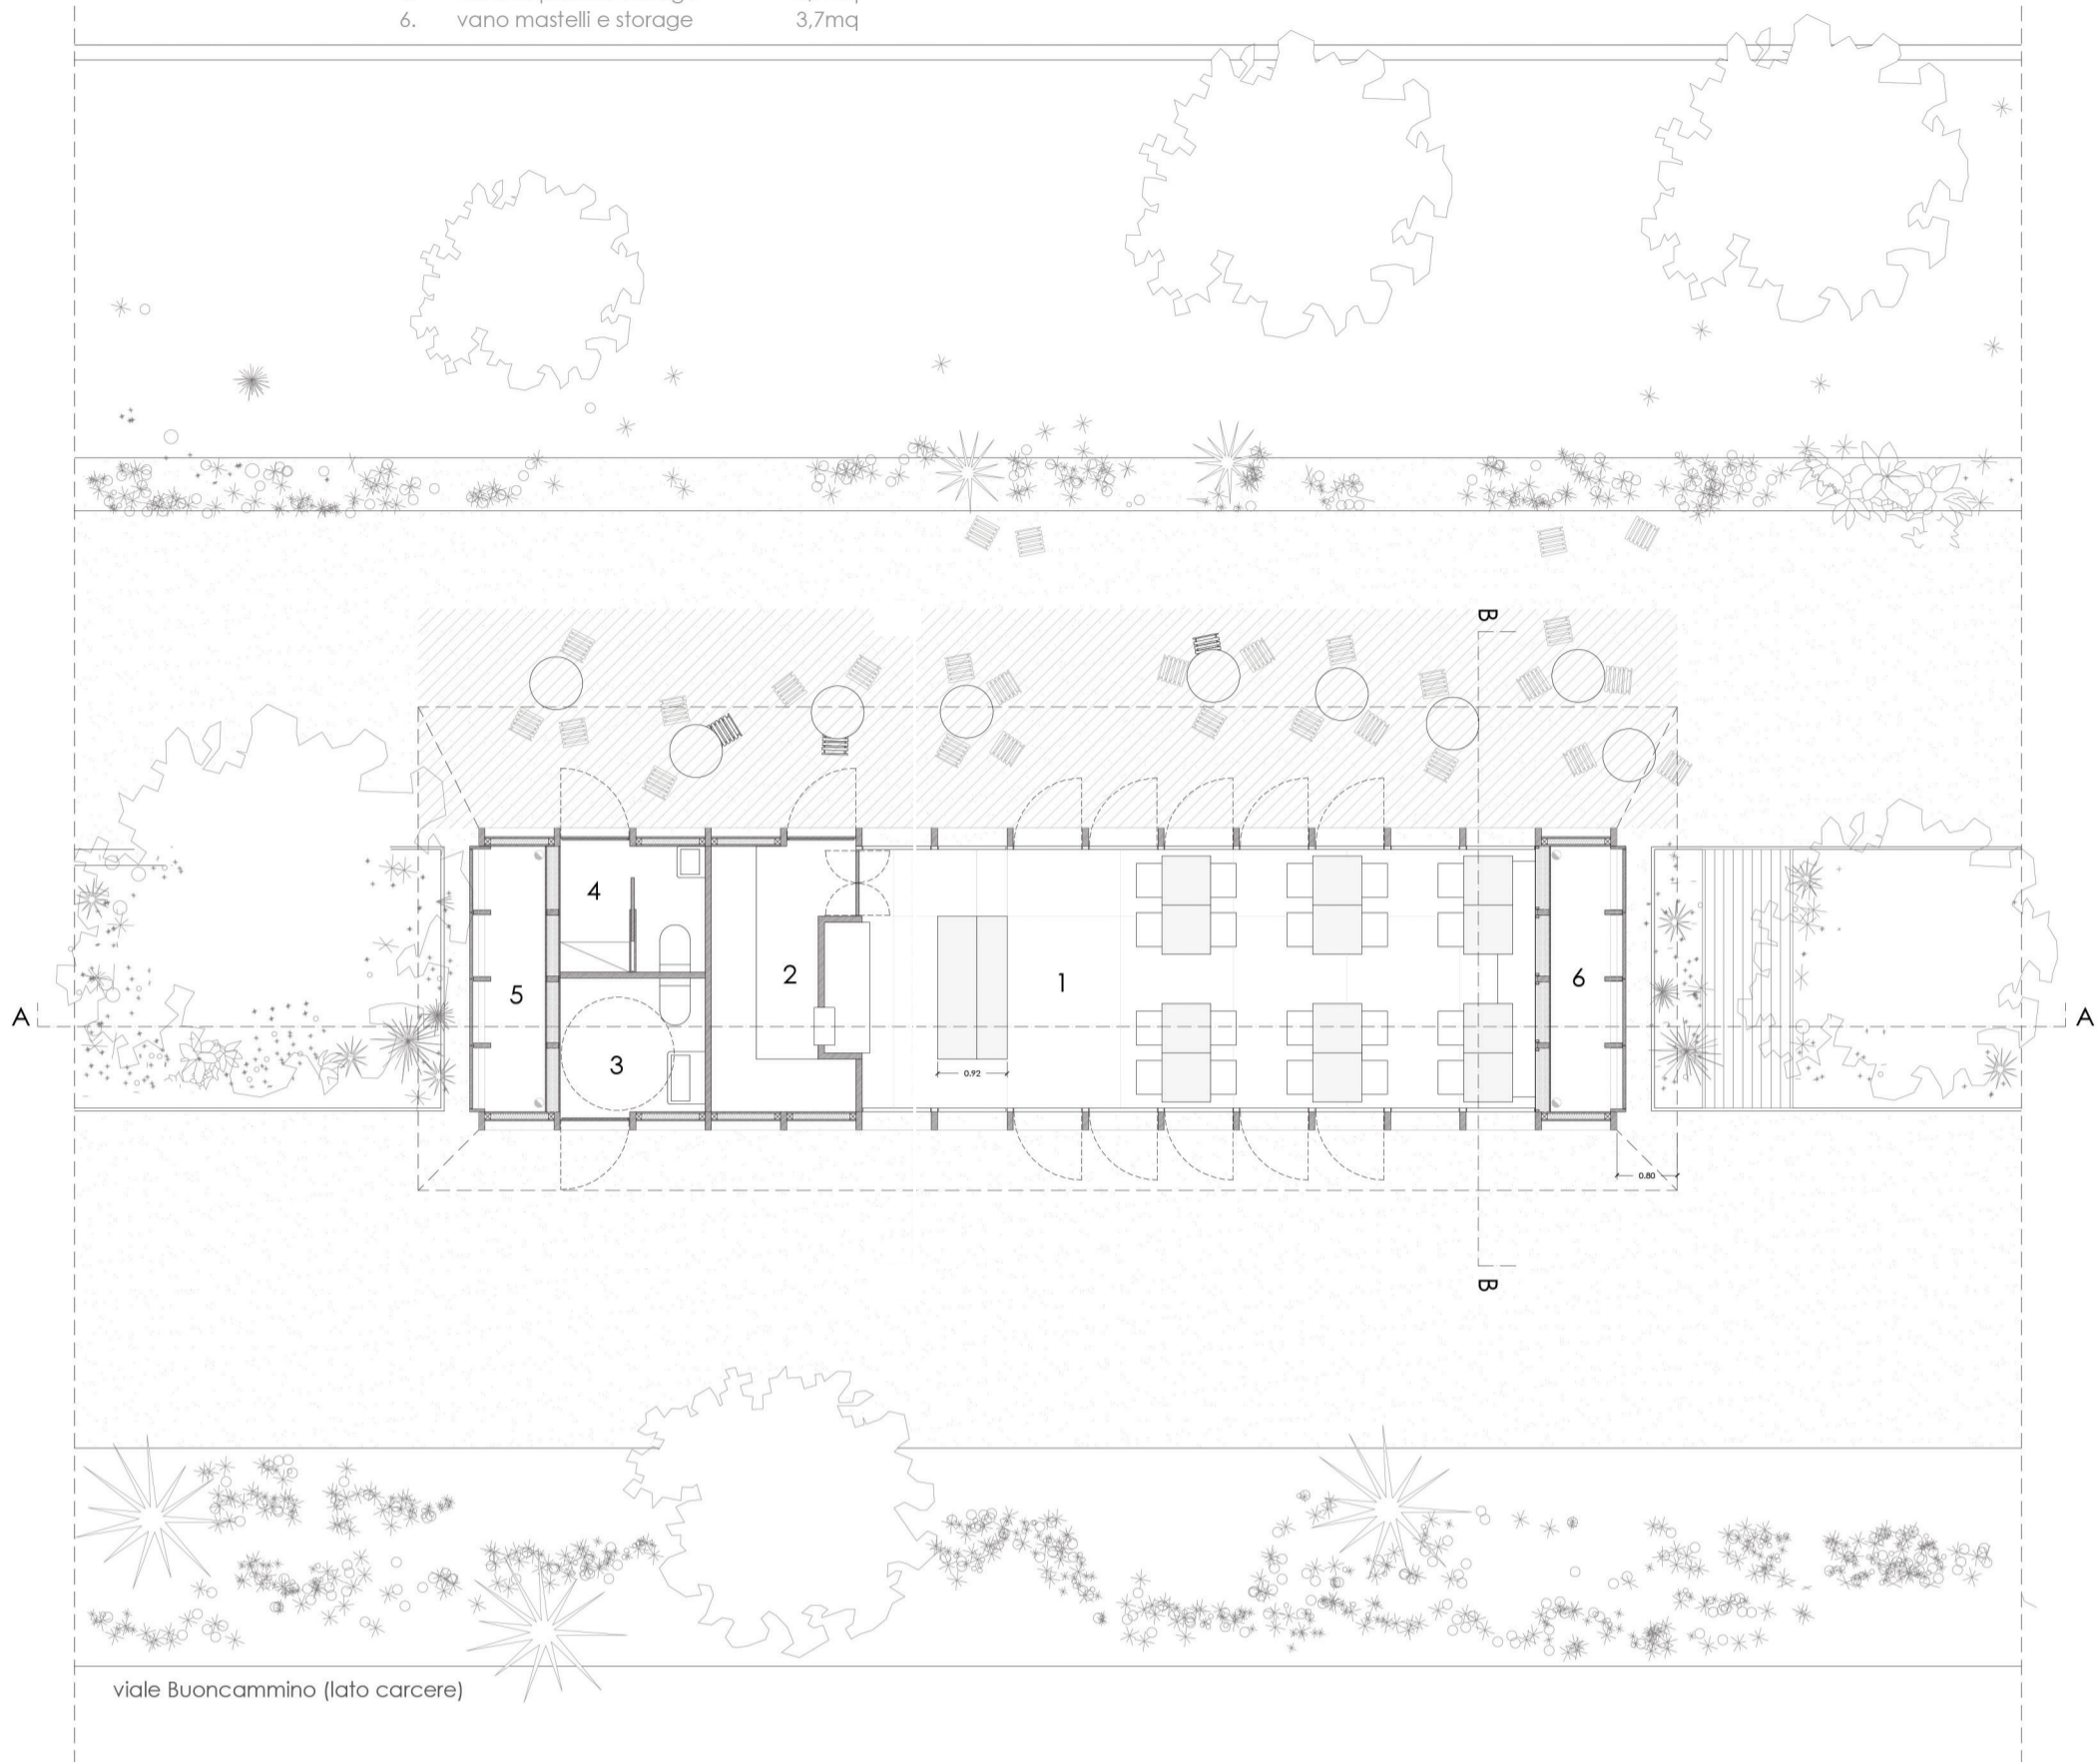 6. vano mastelli e storage 3,7mq
B
4
2
1
6
5
A
A
3
0.92
0.80
B
viale Buoncammino (lato carcere)